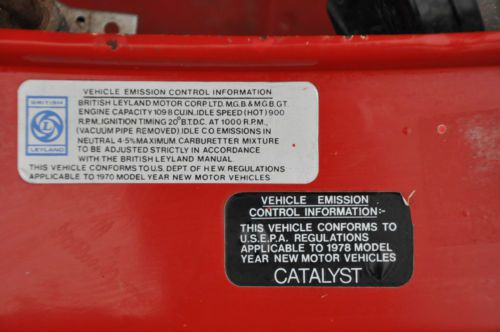 VEHICLE EMISSION CONTROL INFORMATION
BRITISH LEYLAND MOTOR CORP LTD. M.G.B & M.G.B.GT.
ENGINE CAPACITY 109.8 CU.IN. IDLE SPEED (HOT) 900
R.P.M. IGNITION TIMING 20° B.T.D.C. AT 1000 R.P.M.,
(VACUUM PIPE REMOVED) IDLE C.O EMISSIONS IN
NEUTRAL 4·5% MAXIMUM. CARBURETTER MIXTURE
TO BE ADJUSTED STRICTLY IN ACCORDANCE
WITH THE BRITISH LEYLAND MANUAL.
THIS VEHICLE CONFORMS TO U.S. DEPT OF H.E.W REGULATIONS
APPLICABLE TO 1970 MODEL YEAR NEW MOTOR VEHICLES
BRITISH
L
LEYLAND
VEHICLE EMISSION
CONTROL INFORMATION:-
THIS VEHICLE CONFORMS TO
U.S.E.P.A. REGULATIONS
APPLICABLE TO 1978 MODEL
YEAR NEW MOTOR VEHICLES
CATALYST